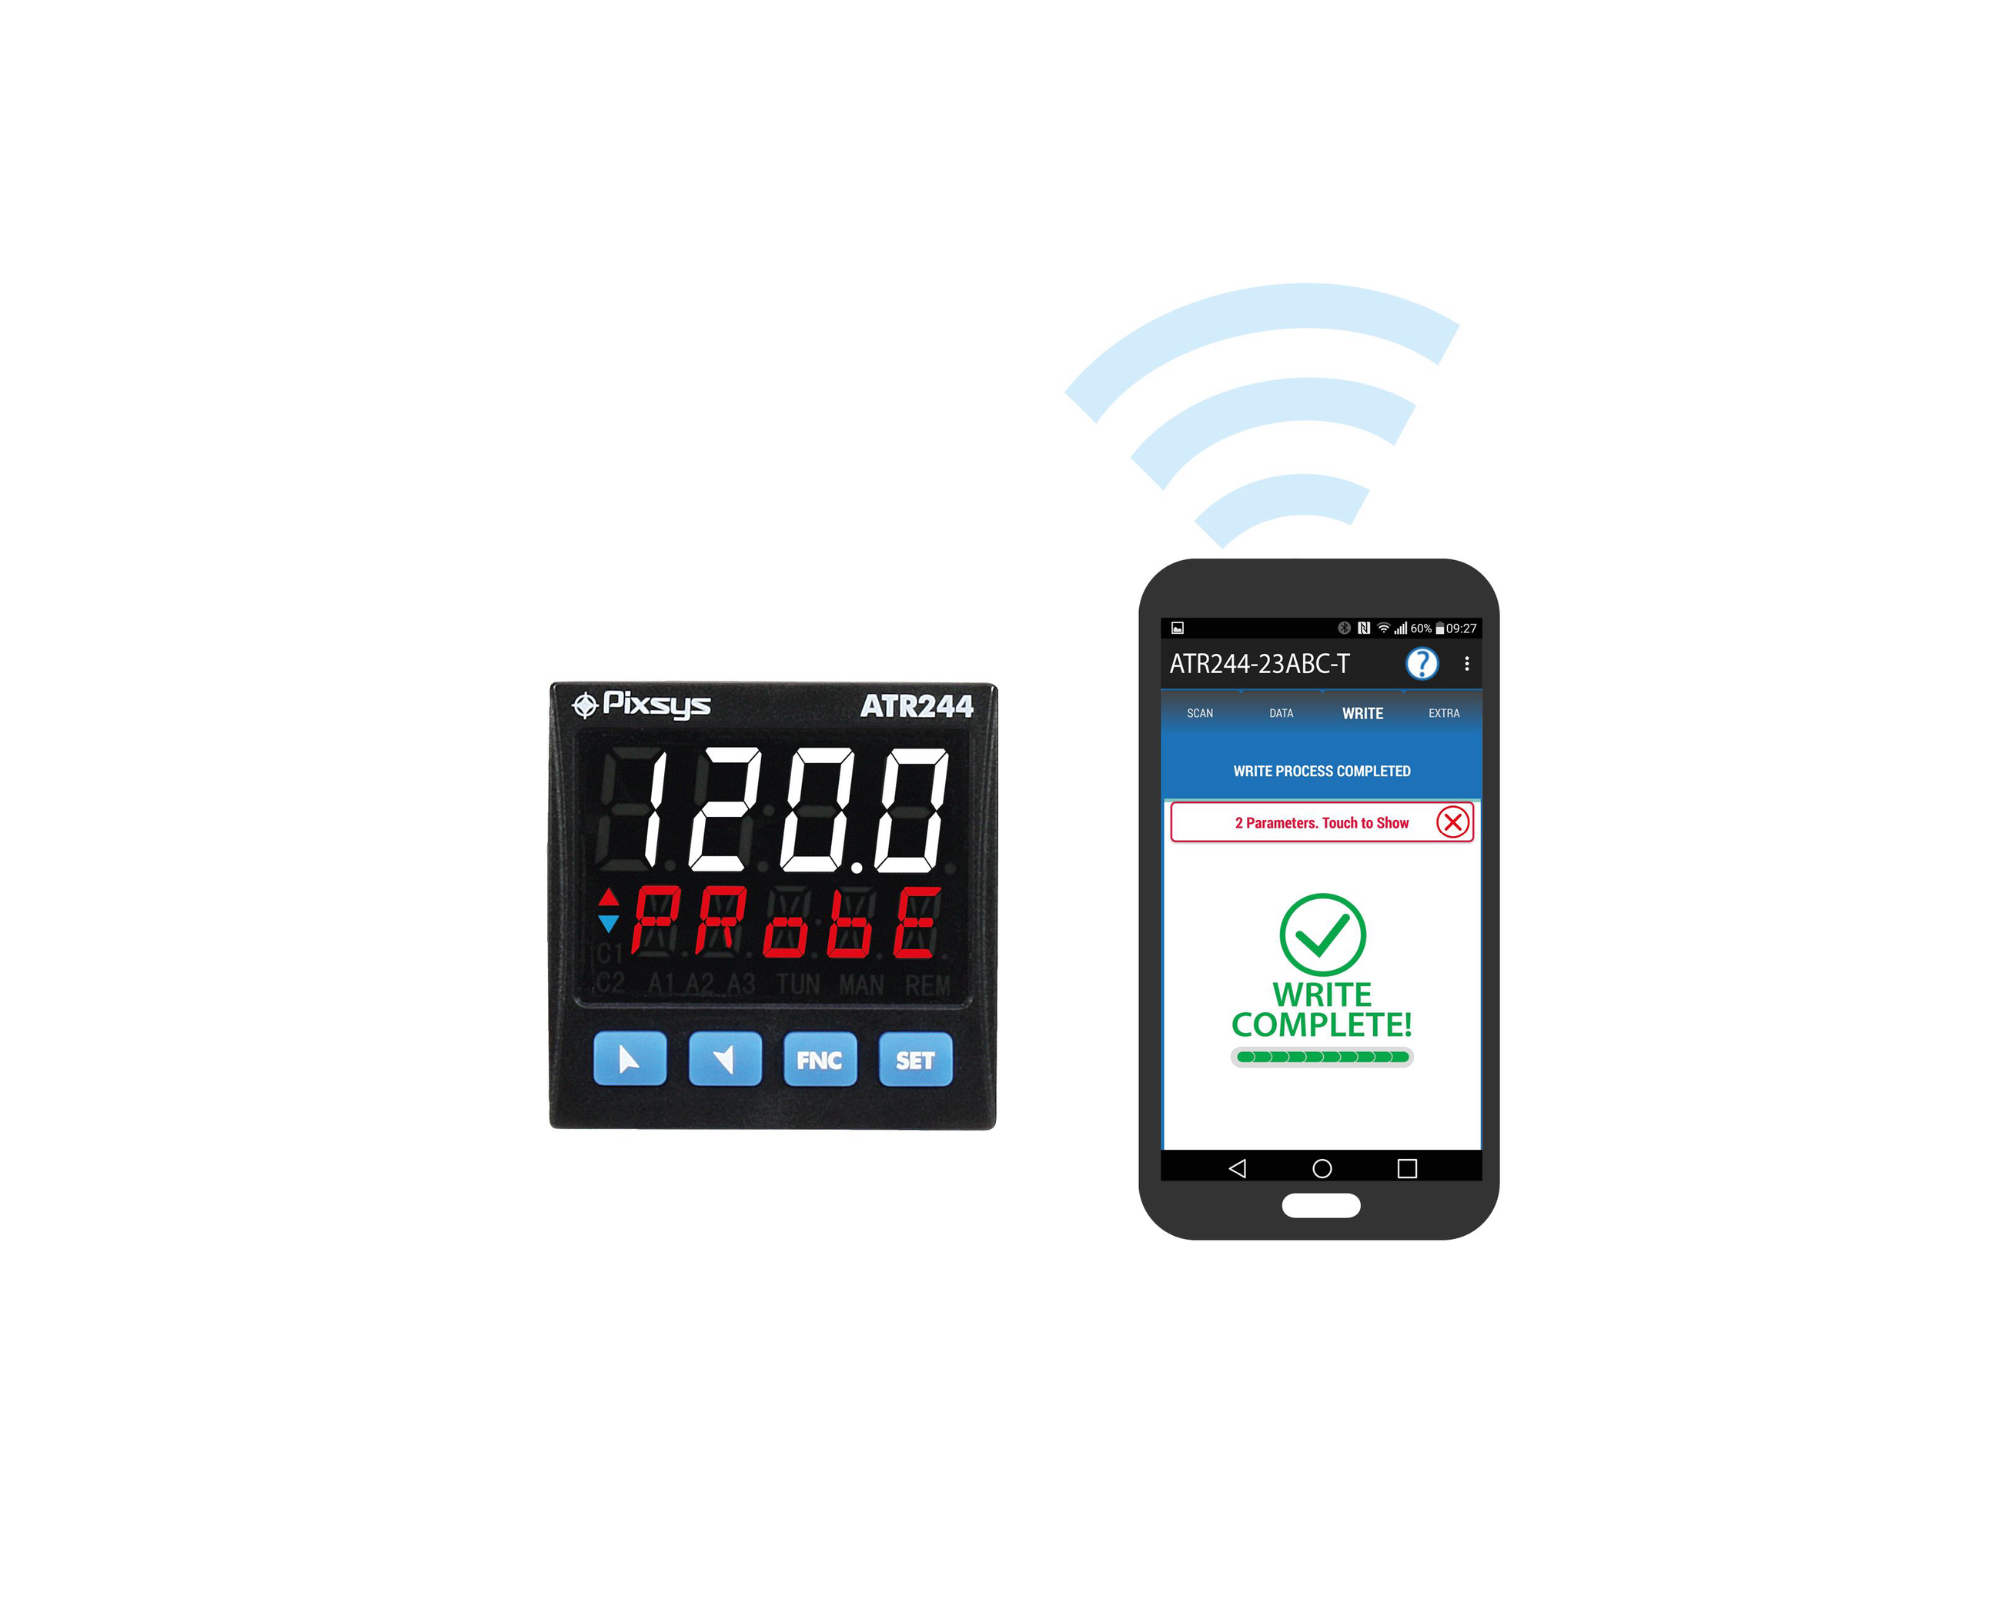 Pixsys ATR244
120.0
PRobE
C1
C2 A1 A2 A3 TUN MAN REM
FNC SET
60% 09:27
ATR244-23ABC-T ?
SCAN DATA WRITE EXTRA
WRITE PROCESS COMPLETED
2 Parameters. Touch to Show
WRITE
COMPLETE!